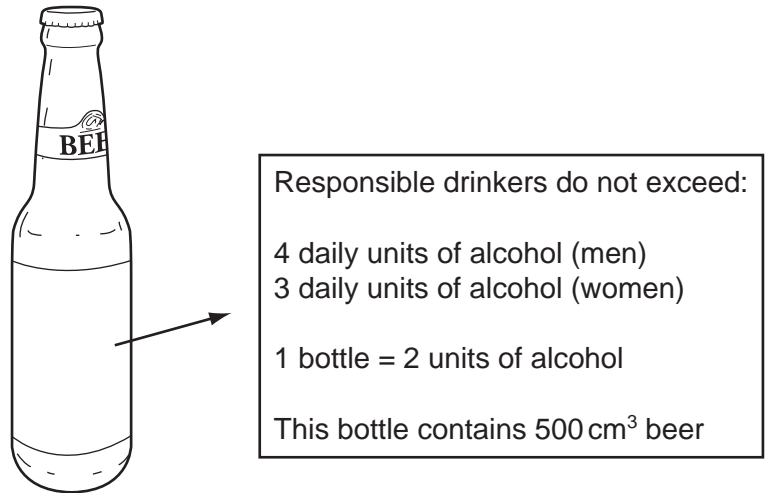 BEE
Responsible drinkers do not exceed:
4 daily units of alcohol (men)
3 daily units of alcohol (women)
1 bottle = 2 units of alcohol
This bottle contains 500 cm³ beer